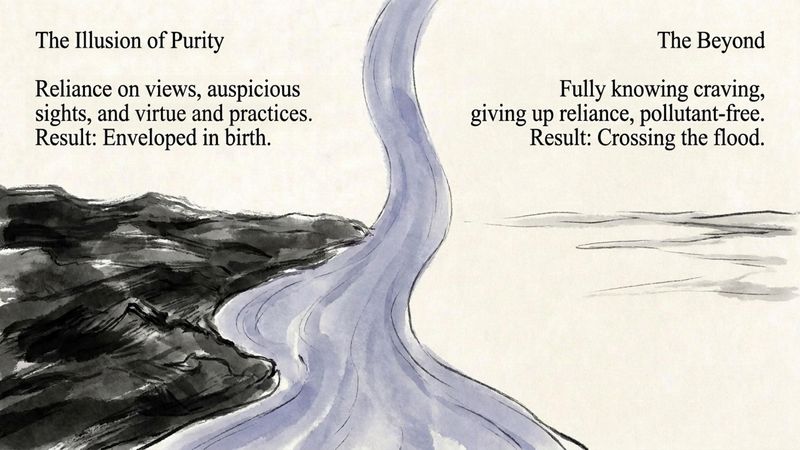 The Illusion of Purity
Reliance on views, auspicious
sights, and virtue and practices.
Result: Enveloped in birth.
The Beyond
Fully knowing craving,
giving up reliance, pollutant-free.
Result: Crossing the flood.